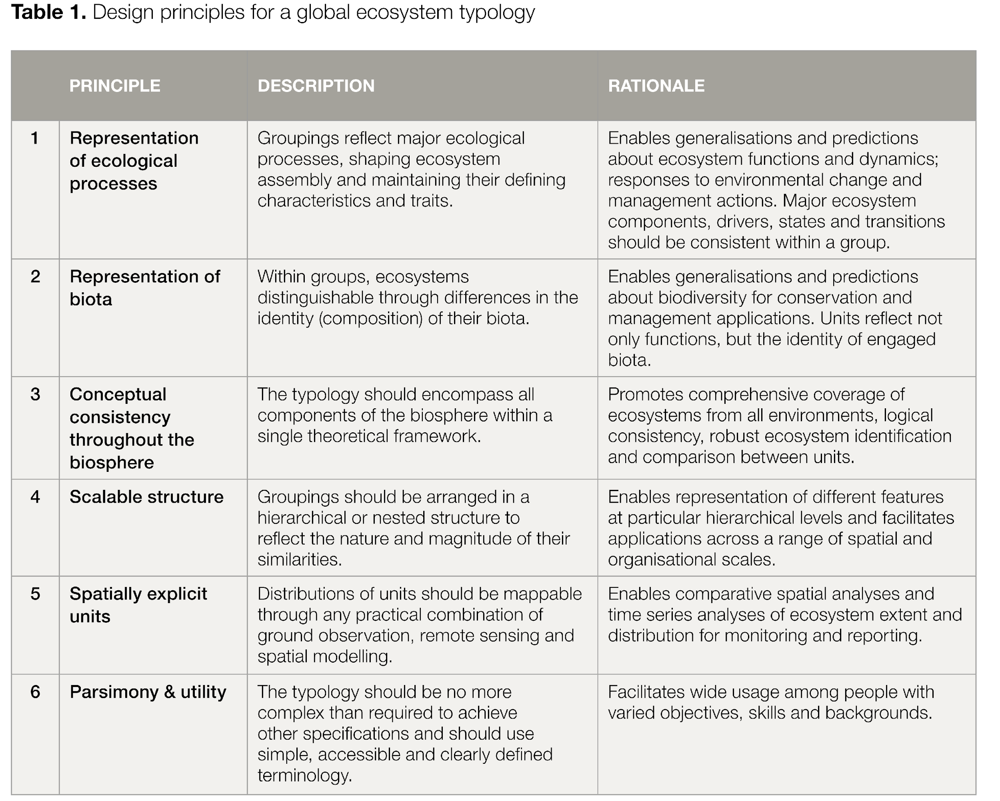 Table 1. Design principles for a global ecosystem typology
PRINCIPLE
DESCRIPTION
RATIONALE
1
Representation
of ecological
processes
Groupings reflect major ecological
processes, shaping ecosystem
assembly and maintaining their defining
characteristics and traits.
Enables generalisations and predictions
about ecosystem functions and dynamics;
responses to environmental change and
management actions. Major ecosystem
components, drivers, states and transitions
should be consistent within a group.
2
Representation of
biota
Within groups, ecosystems
distinguishable through differences in the
identity (composition) of their biota.
Enables generalisations and predictions
about biodiversity for conservation and
management applications. Units reflect not
only functions, but the identity of engaged
biota.
3
Conceptual
consistency
throughout the
biosphere
The typology should encompass all
components of the biosphere within a
single theoretical framework.
Promotes comprehensive coverage of
ecosystems from all environments, logical
consistency, robust ecosystem identification
and comparison between units.
4
Scalable structure
Groupings should be arranged in a
hierarchical or nested structure to
reflect the nature and magnitude of their
similarities.
Enables representation of different features
at particular hierarchical levels and facilitates
applications across a range of spatial and
organisational scales.
5
Spatially explicit
units
Distributions of units should be mappable
through any practical combination of
ground observation, remote sensing and
spatial modelling.
Enables comparative spatial analyses and
time series analyses of ecosystem extent and
distribution for monitoring and reporting.
6
Parsimony & utility
The typology should be no more
complex than required to achieve
other specifications and should use
simple, accessible and clearly defined
terminology.
Facilitates wide usage among people with
varied objectives, skills and backgrounds.